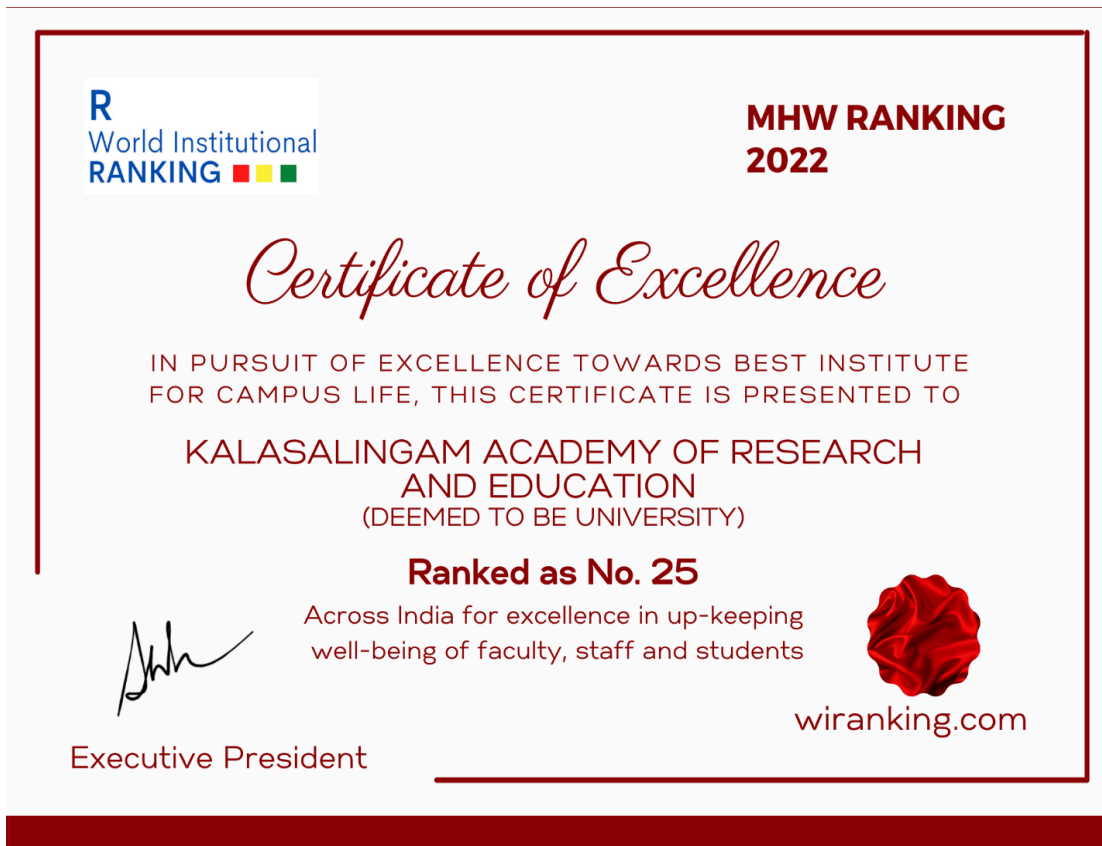 R
World Institutional
RANKING
MHW RANKING
2022
Certificate of Excellence
IN PURSUIT OF EXCELLENCE TOWARDS BEST INSTITUTE
FOR CAMPUS LIFE, THIS CERTIFICATE IS PRESENTED TO
KALASALINGAM ACADEMY OF RESEARCH
AND EDUCATION
(DEEMED TO BE UNIVERSITY)
Ranked as No. 25
Across India for excellence in up-keeping
well-being of faculty, staff and students
wiranking.com
Executive President